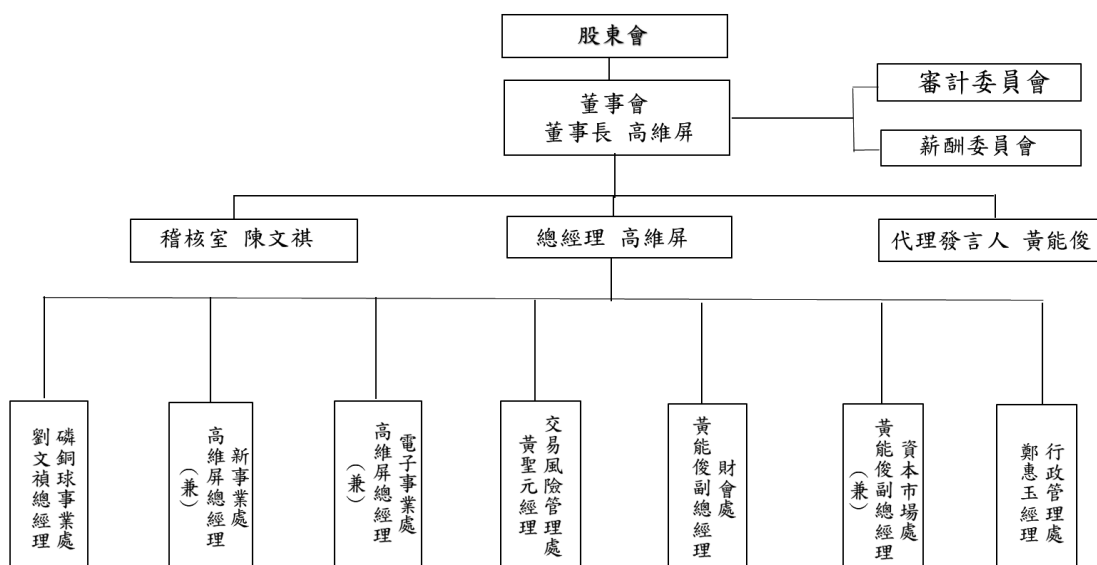 股東會
董事會
董事長 高維屏
審計委員會
薪酬委員會
稽核室 陳文祺
總經理 高維屏
代理發言人 黃能俊
磷銅球事業處
劉文禎總經理
新事業處
高維屏總經理
（兼）
電子事業處
高維屏總經理
（兼）
交易風險管理處
黃聖元經理
財會處
黃能俊副總經理
資本市場處
黃能俊副總經理
（兼）
行政管理處
鄭惠玉經理